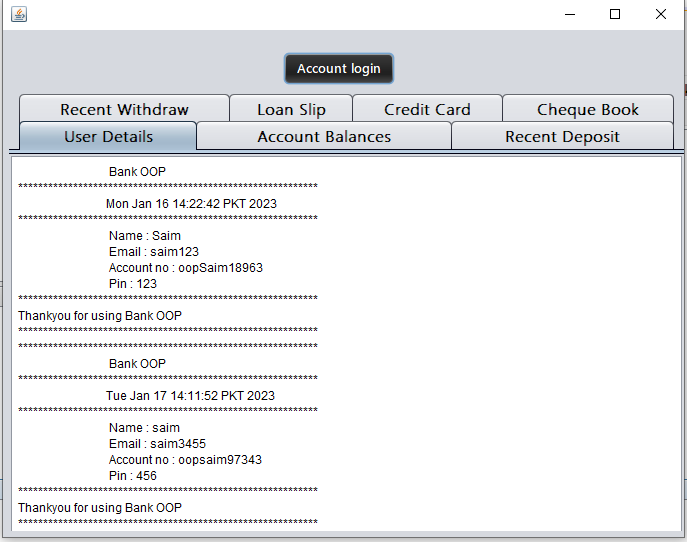 Account login
Recent Withdraw Loan Slip Credit Card Cheque Book
User Details Account Balances Recent Deposit
Bank OOP
************************************************************
Mon Jan 16 14:22:42 PKT 2023
************************************************************
Name : Saim
Email : saim123
Account no : oopSaim18963
Pin : 123
************************************************************
Thankyou for using Bank OOP
************************************************************
************************************************************
Bank OOP
************************************************************
Tue Jan 17 14:11:52 PKT 2023
************************************************************
Name : saim
Email : saim3455
Account no : oopsaim97343
Pin : 456
************************************************************
Thankyou for using Bank OOP
************************************************************